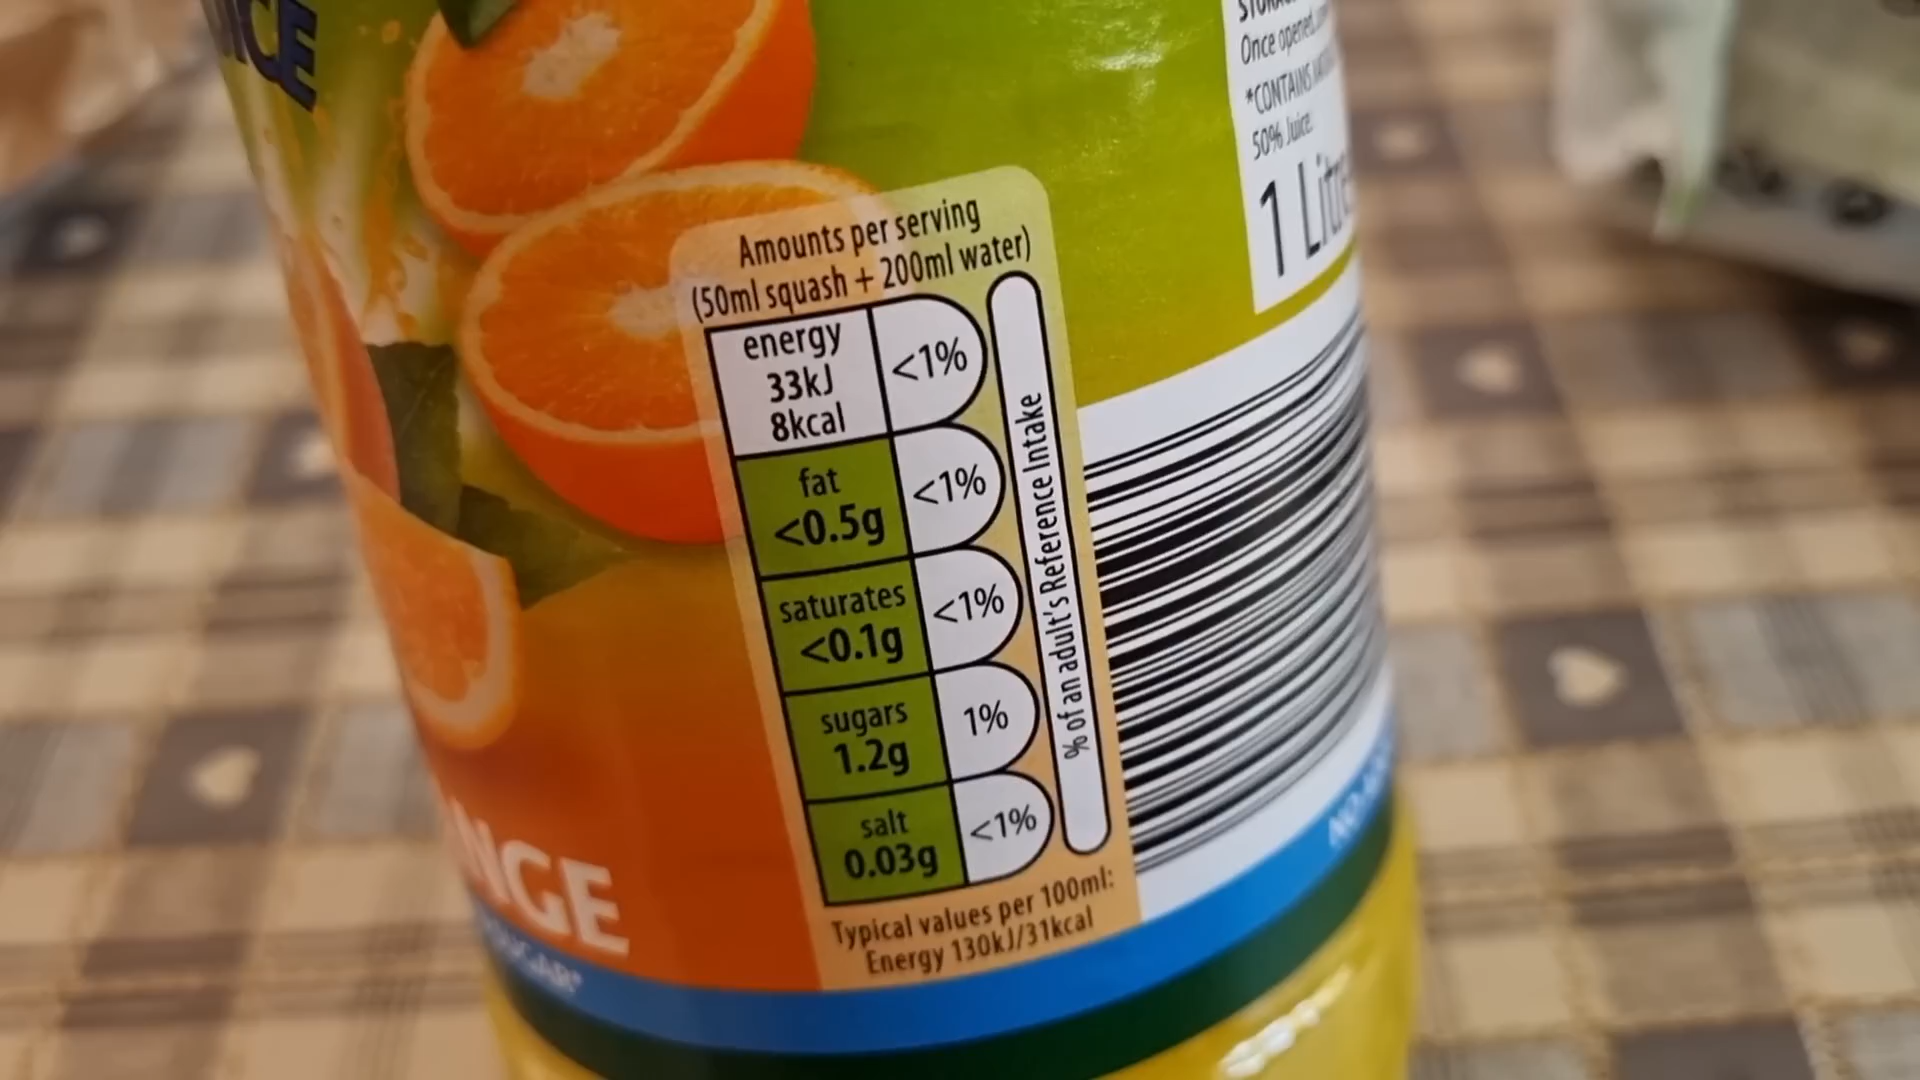 Once opened
*CONTAINS
50% Juice.
1 Litre
Amounts per serving
(50ml squash + 200ml water)
energy
33kJ
8kcal
<1%
fat
<0.5g
<1%
saturates
<0.1g
<1%
sugars
1.2g
1%
salt
0.03g
<1%
% of an adult's Reference Intake
Typical values per 100ml:
Energy 130kJ/31kcal
NGE